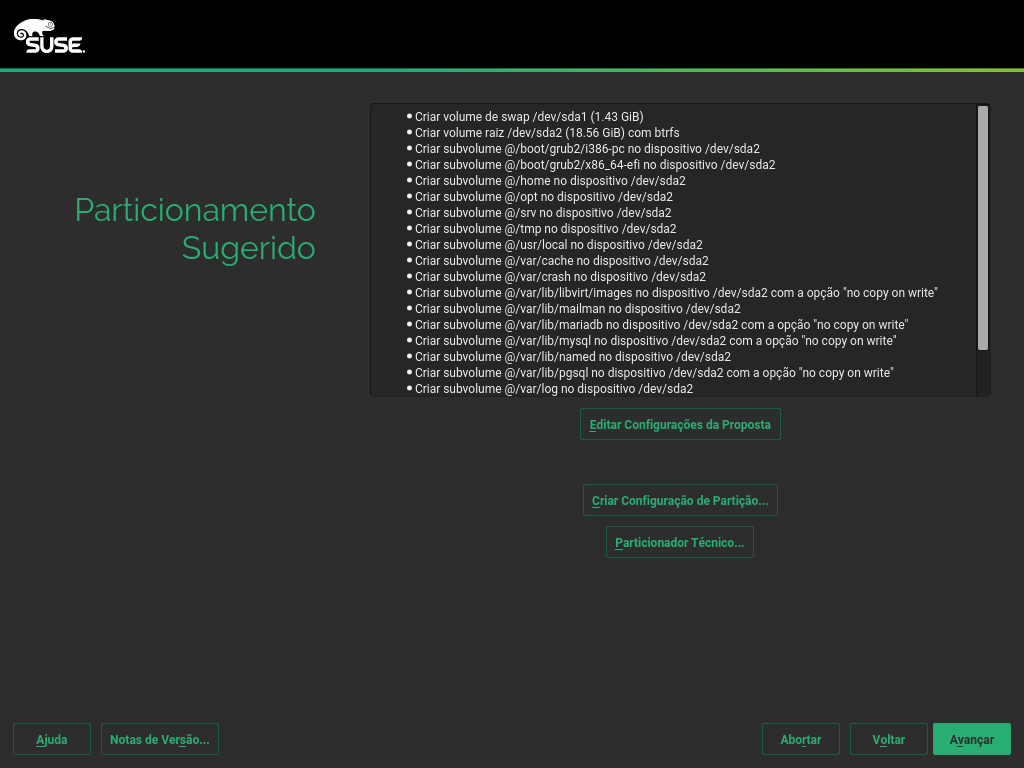 SUSE.
Particionamento
Sugerido
• Criar volume de swap /dev/sda1 (1.43 GiB)
• Criar volume raiz /dev/sda2 (18.56 GiB) com btrfs
• Criar subvolume @/boot/grub2/i386-pc no dispositivo /dev/sda2
• Criar subvolume @/boot/grub2/x86_64-efi no dispositivo /dev/sda2
• Criar subvolume @/home no dispositivo /dev/sda2
• Criar subvolume @/opt no dispositivo /dev/sda2
• Criar subvolume @/srv no dispositivo /dev/sda2
• Criar subvolume @/tmp no dispositivo /dev/sda2
• Criar subvolume @/usr/local no dispositivo /dev/sda2
• Criar subvolume @/var/cache no dispositivo /dev/sda2
• Criar subvolume @/var/crash no dispositivo /dev/sda2
• Criar subvolume @/var/lib/libvirt/images no dispositivo /dev/sda2 com a opção "no copy on write"
• Criar subvolume @/var/lib/mailman no dispositivo /dev/sda2
• Criar subvolume @/var/lib/mariadb no dispositivo /dev/sda2 com a opção "no copy on write"
• Criar subvolume @/var/lib/mysql no dispositivo /dev/sda2 com a opção "no copy on write"
• Criar subvolume @/var/lib/named no dispositivo /dev/sda2
• Criar subvolume @/var/lib/pgsql no dispositivo /dev/sda2 com a opção "no copy on write"
• Criar subvolume @/var/log no dispositivo /dev/sda2
Editar Configurações da Proposta
Criar Configuração de Partição...
Particionador Técnico...
Ajuda
Notas de Versão...
Abortar
Voltar
Avançar